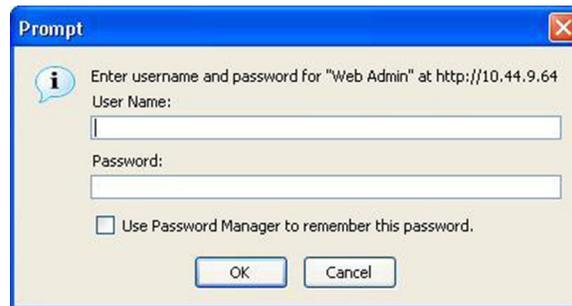 Prompt
Enter username and password for "Web Admin" at http://10.44.9.64
User Name:
Password:
Use Password Manager to remember this password.
OK
Cancel